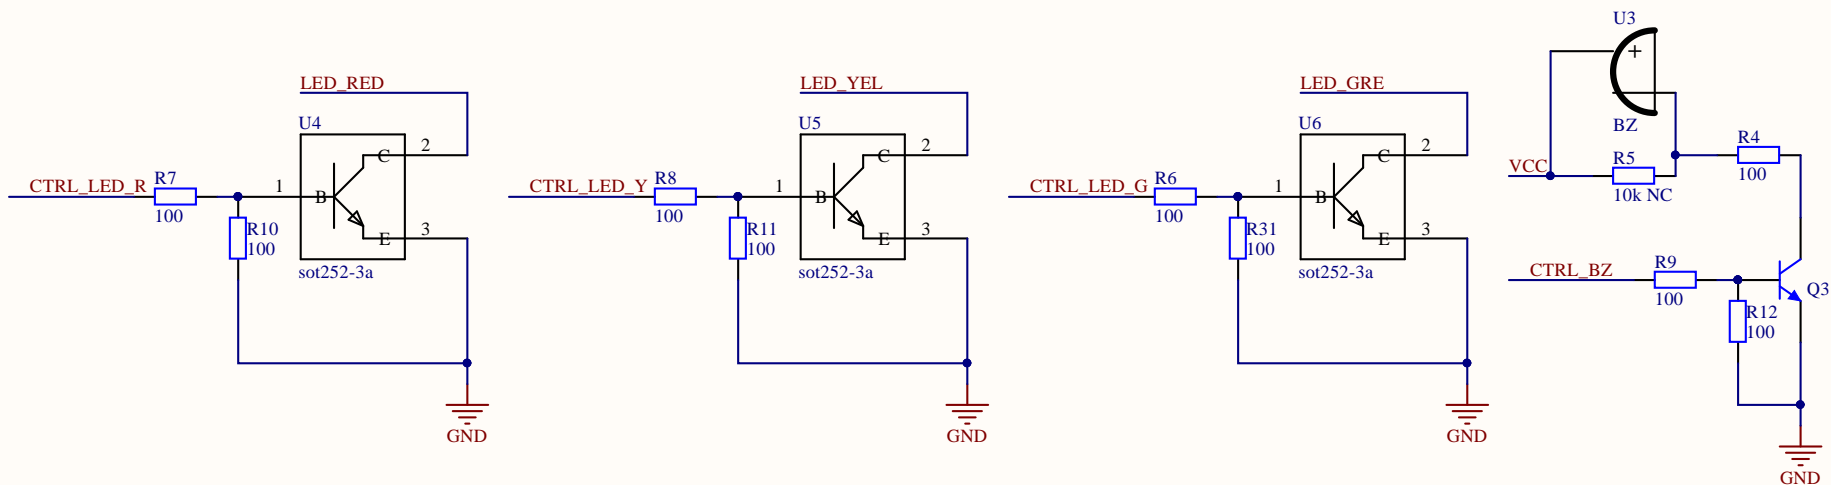 LED_RED
U4
C
2
CTRL_LED_R
R7
100
1
B
R10
100
E
3
sot252-3a
GND
LED_YEL
U5
C
2
CTRL_LED_Y
R8
100
1
B
R11
100
E
3
sot252-3a
GND
LED_GRE
U6
C
2
CTRL_LED_G
R6
100
1
B
R31
100
E
3
sot252-3a
GND
U3
+
BZ
VCC
R5
10k NC
R4
100
CTRL_BZ
R9
100
R12
100
Q3
GND